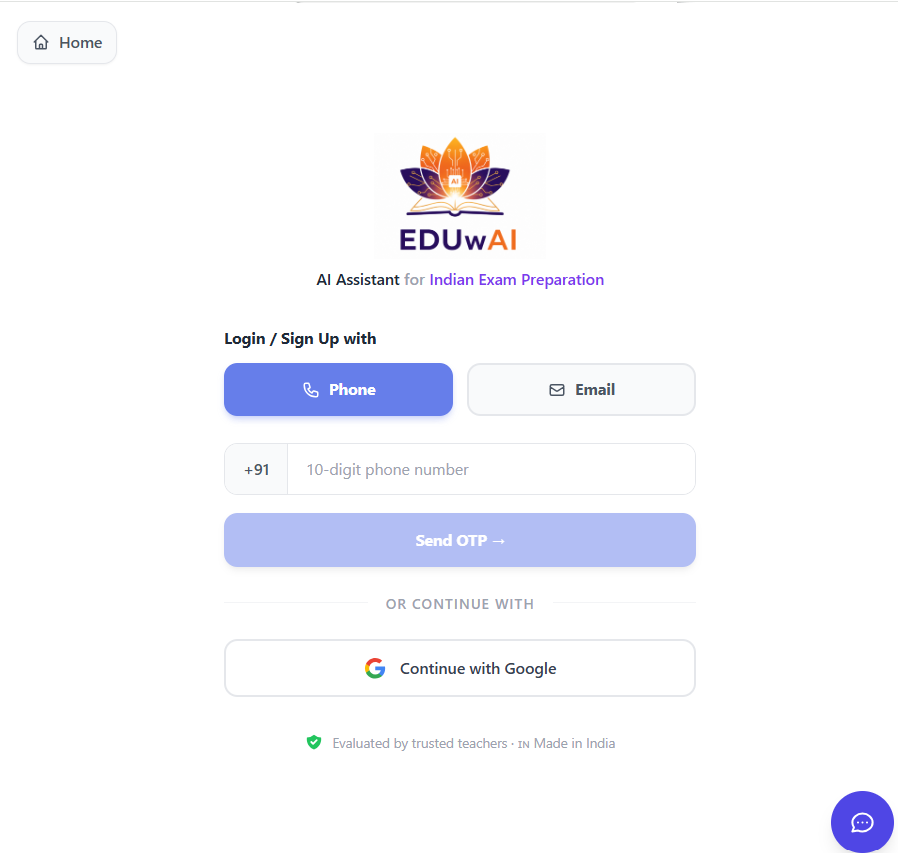 Home
AI
EDUwAI
AI Assistant for Indian Exam Preparation
Login / Sign Up with
Phone
Email
+91
10-digit phone number
Send OTP →
OR CONTINUE WITH
Continue with Google
Evaluated by trusted teachers · IN Made in India